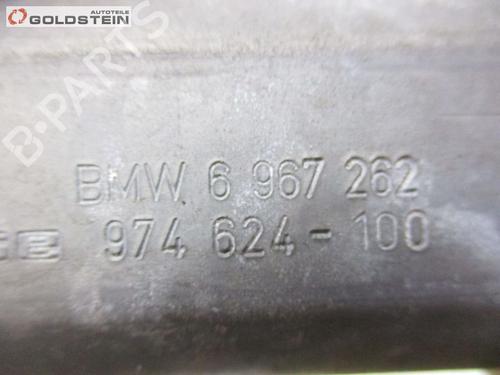 AUTOTEILE
GOLDSTEIN
B-PARTS
BMW 6 967 262
974 624-100